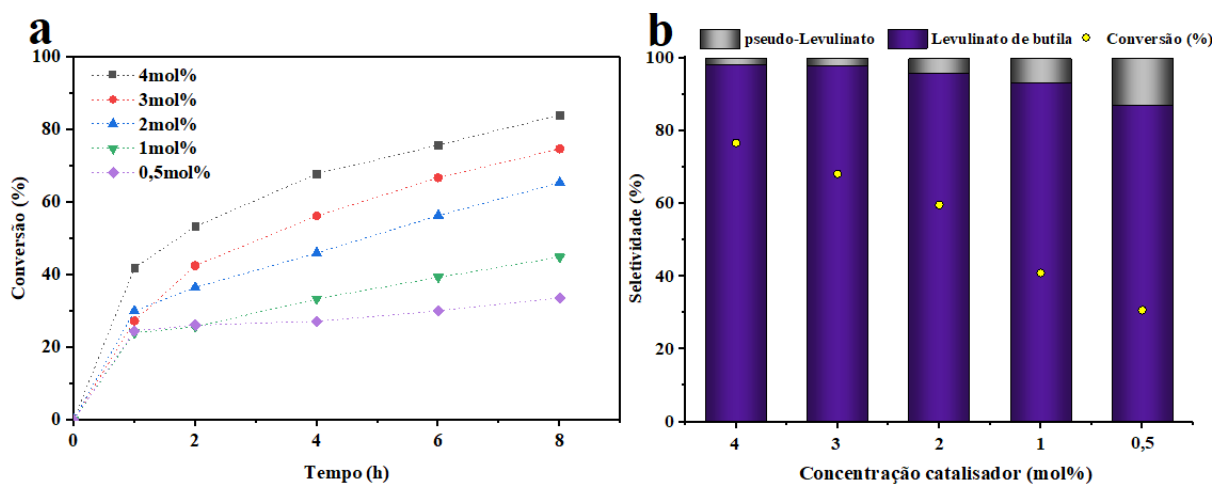 a
100
80
60
40
20
0
Conversão (%)
4mol%
3mol%
2mol%
1mol%
0,5mol%
0 2 4 6 8
Tempo (h)
b
pseudo-Levulinato Levulinato de butila Conversão (%)
100
80
60
40
20
0
Seletividade (%)
4 3 2 1 0,5
Concentração catalisador (mol%)